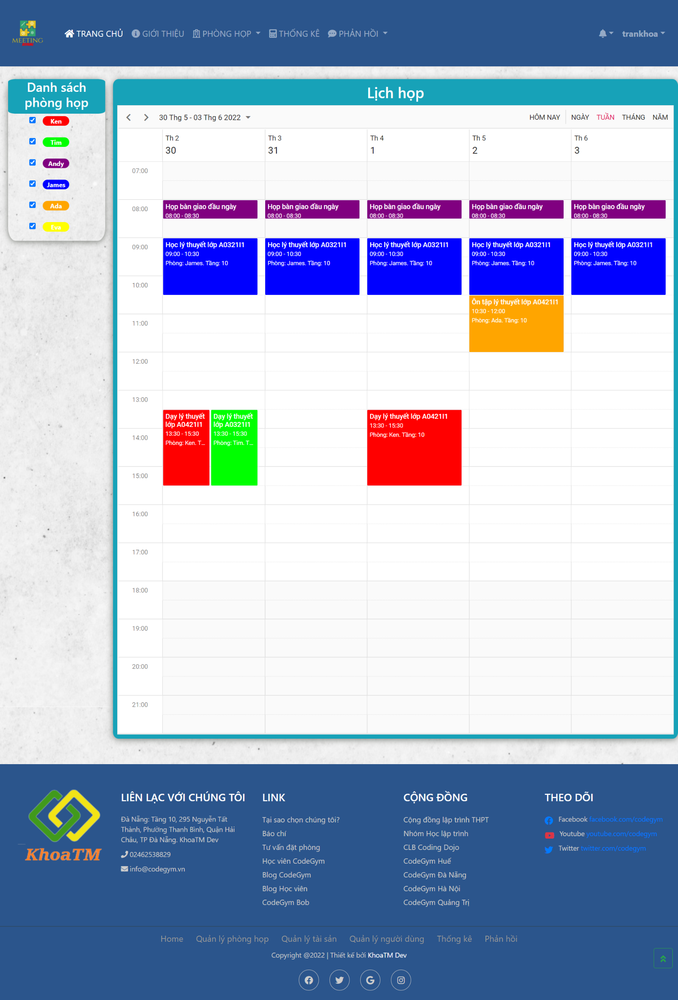 MEETING
TRANG CHỦ
GIỚI THIỆU
PHÒNG HỌP
THỐNG KÊ
PHẢN HỒI
trankhoa
Danh sách
phòng họp
Ken
Tim
Andy
James
Ada
Eva
Lịch họp
30 Thg 5 - 03 Thg 6 2022
HÔM NAY
NGÀY
TUẦN
THÁNG
NĂM
Th 2
30
Th 3
31
Th 4
1
Th 5
2
Th 6
3
07:00
08:00
Họp bàn giao đầu ngày
08:00 - 08:30
Họp bàn giao đầu ngày
08:00 - 08:30
Họp bàn giao đầu ngày
08:00 - 08:30
Họp bàn giao đầu ngày
08:00 - 08:30
Họp bàn giao đầu ngày
08:00 - 08:30
09:00
Học lý thuyết lớp A0321I1
09:00 - 10:30
Phòng: James. Tầng: 10
Học lý thuyết lớp A0321I1
09:00 - 10:30
Phòng: James. Tầng: 10
Học lý thuyết lớp A0321I1
09:00 - 10:30
Phòng: James. Tầng: 10
Học lý thuyết lớp A0321I1
09:00 - 10:30
Phòng: James. Tầng: 10
Học lý thuyết lớp A0321I1
09:00 - 10:30
Phòng: James. Tầng: 10
10:00
Ôn tập lý thuyết lớp A0421I1
10:30 - 12:00
Phòng: Ada. Tầng: 10
11:00
12:00
13:00
Dạy lý thuyết
lớp A0421I1
13:30 - 15:30
Phòng: Ken. T...
Dạy lý thuyết
lớp A0321I1
13:30 - 15:30
Phòng: Tim. T...
Dạy lý thuyết lớp A0421I1
13:30 - 15:30
Phòng: Ken. Tầng: 10
14:00
15:00
16:00
17:00
18:00
19:00
20:00
21:00
KhoaTM
LIÊN LẠC VỚI CHÚNG TÔI
Đà Nẵng: Tầng 10, 295 Nguyễn Tất
Thành, Phường Thanh Bình, Quận Hải
Châu, TP Đà Nẵng. KhoaTM Dev
02462538829
info@codegym.vn
LINK
Tại sao chọn chúng tôi?
Báo chí
Tư vấn đặt phòng
Học viên CodeGym
Blog CodeGym
Blog Học viên
CodeGym Bob
CỘNG ĐỒNG
Cộng đồng lập trình THPT
Nhóm Học lập trình
CLB Coding Dojo
CodeGym Huế
CodeGym Đà Nẵng
CodeGym Hà Nội
CodeGym Quảng Trị
THEO DÕI
Facebook facebook.com/codegym
Youtube youtube.com/codegym
Twitter twitter.com/codegym
Home
Quản lý phòng họp
Quản lý tài sản
Quản lý người dùng
Thống kê
Phản hồi
Copyright @2022 | Thiết kế bởi KhoaTM Dev